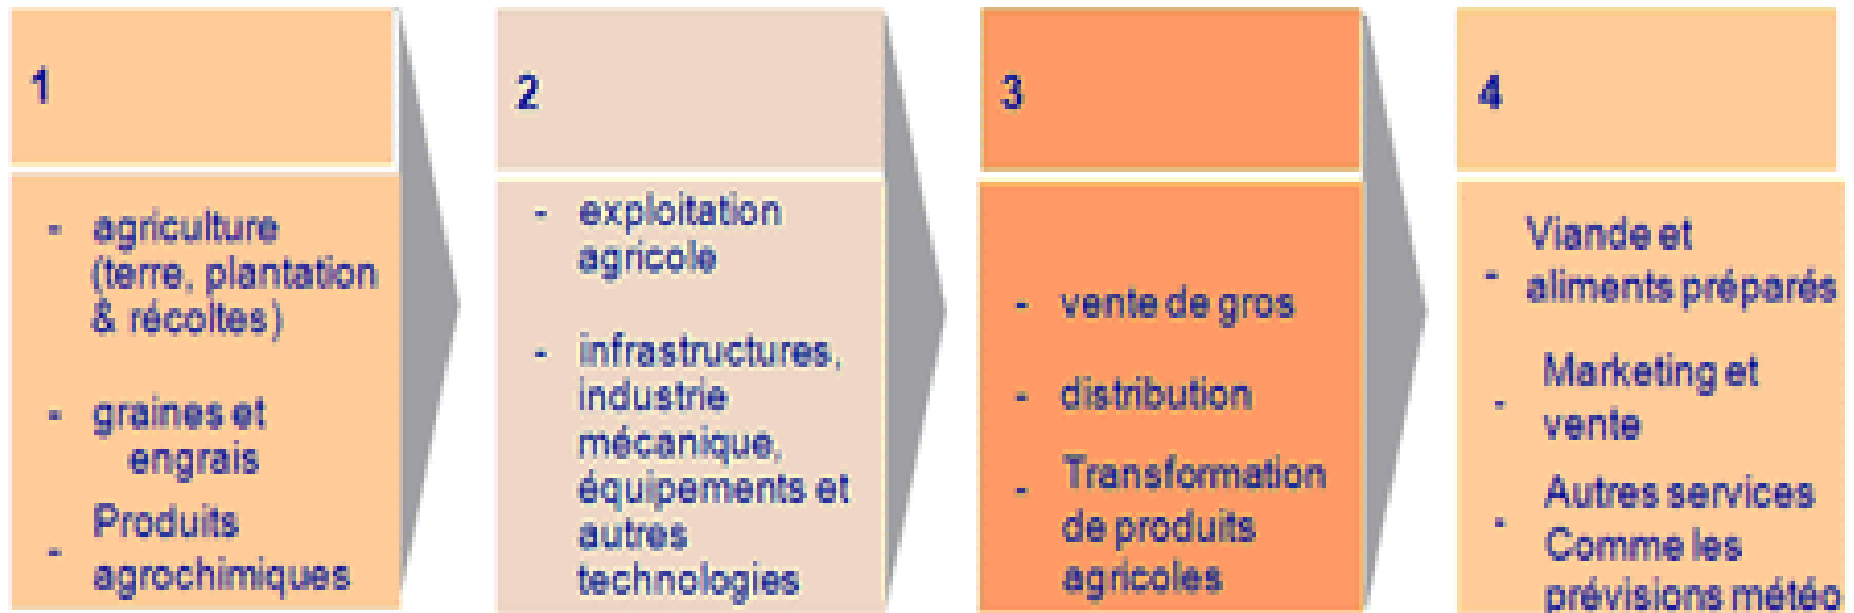 1
- agriculture
(terre, plantation
& récoltes)
- graines et
engrais
Produits
- agrochimiques
2
- exploitation
agricole
- infrastructures,
industrie
mécanique,
équipements et
autres
technologies
3
- vente de gros
- distribution
Transformation
- de produits
agricoles
4
Viande et
- aliments préparés
Marketing et
- vente
Autres services
- Comme les
prévisions météo